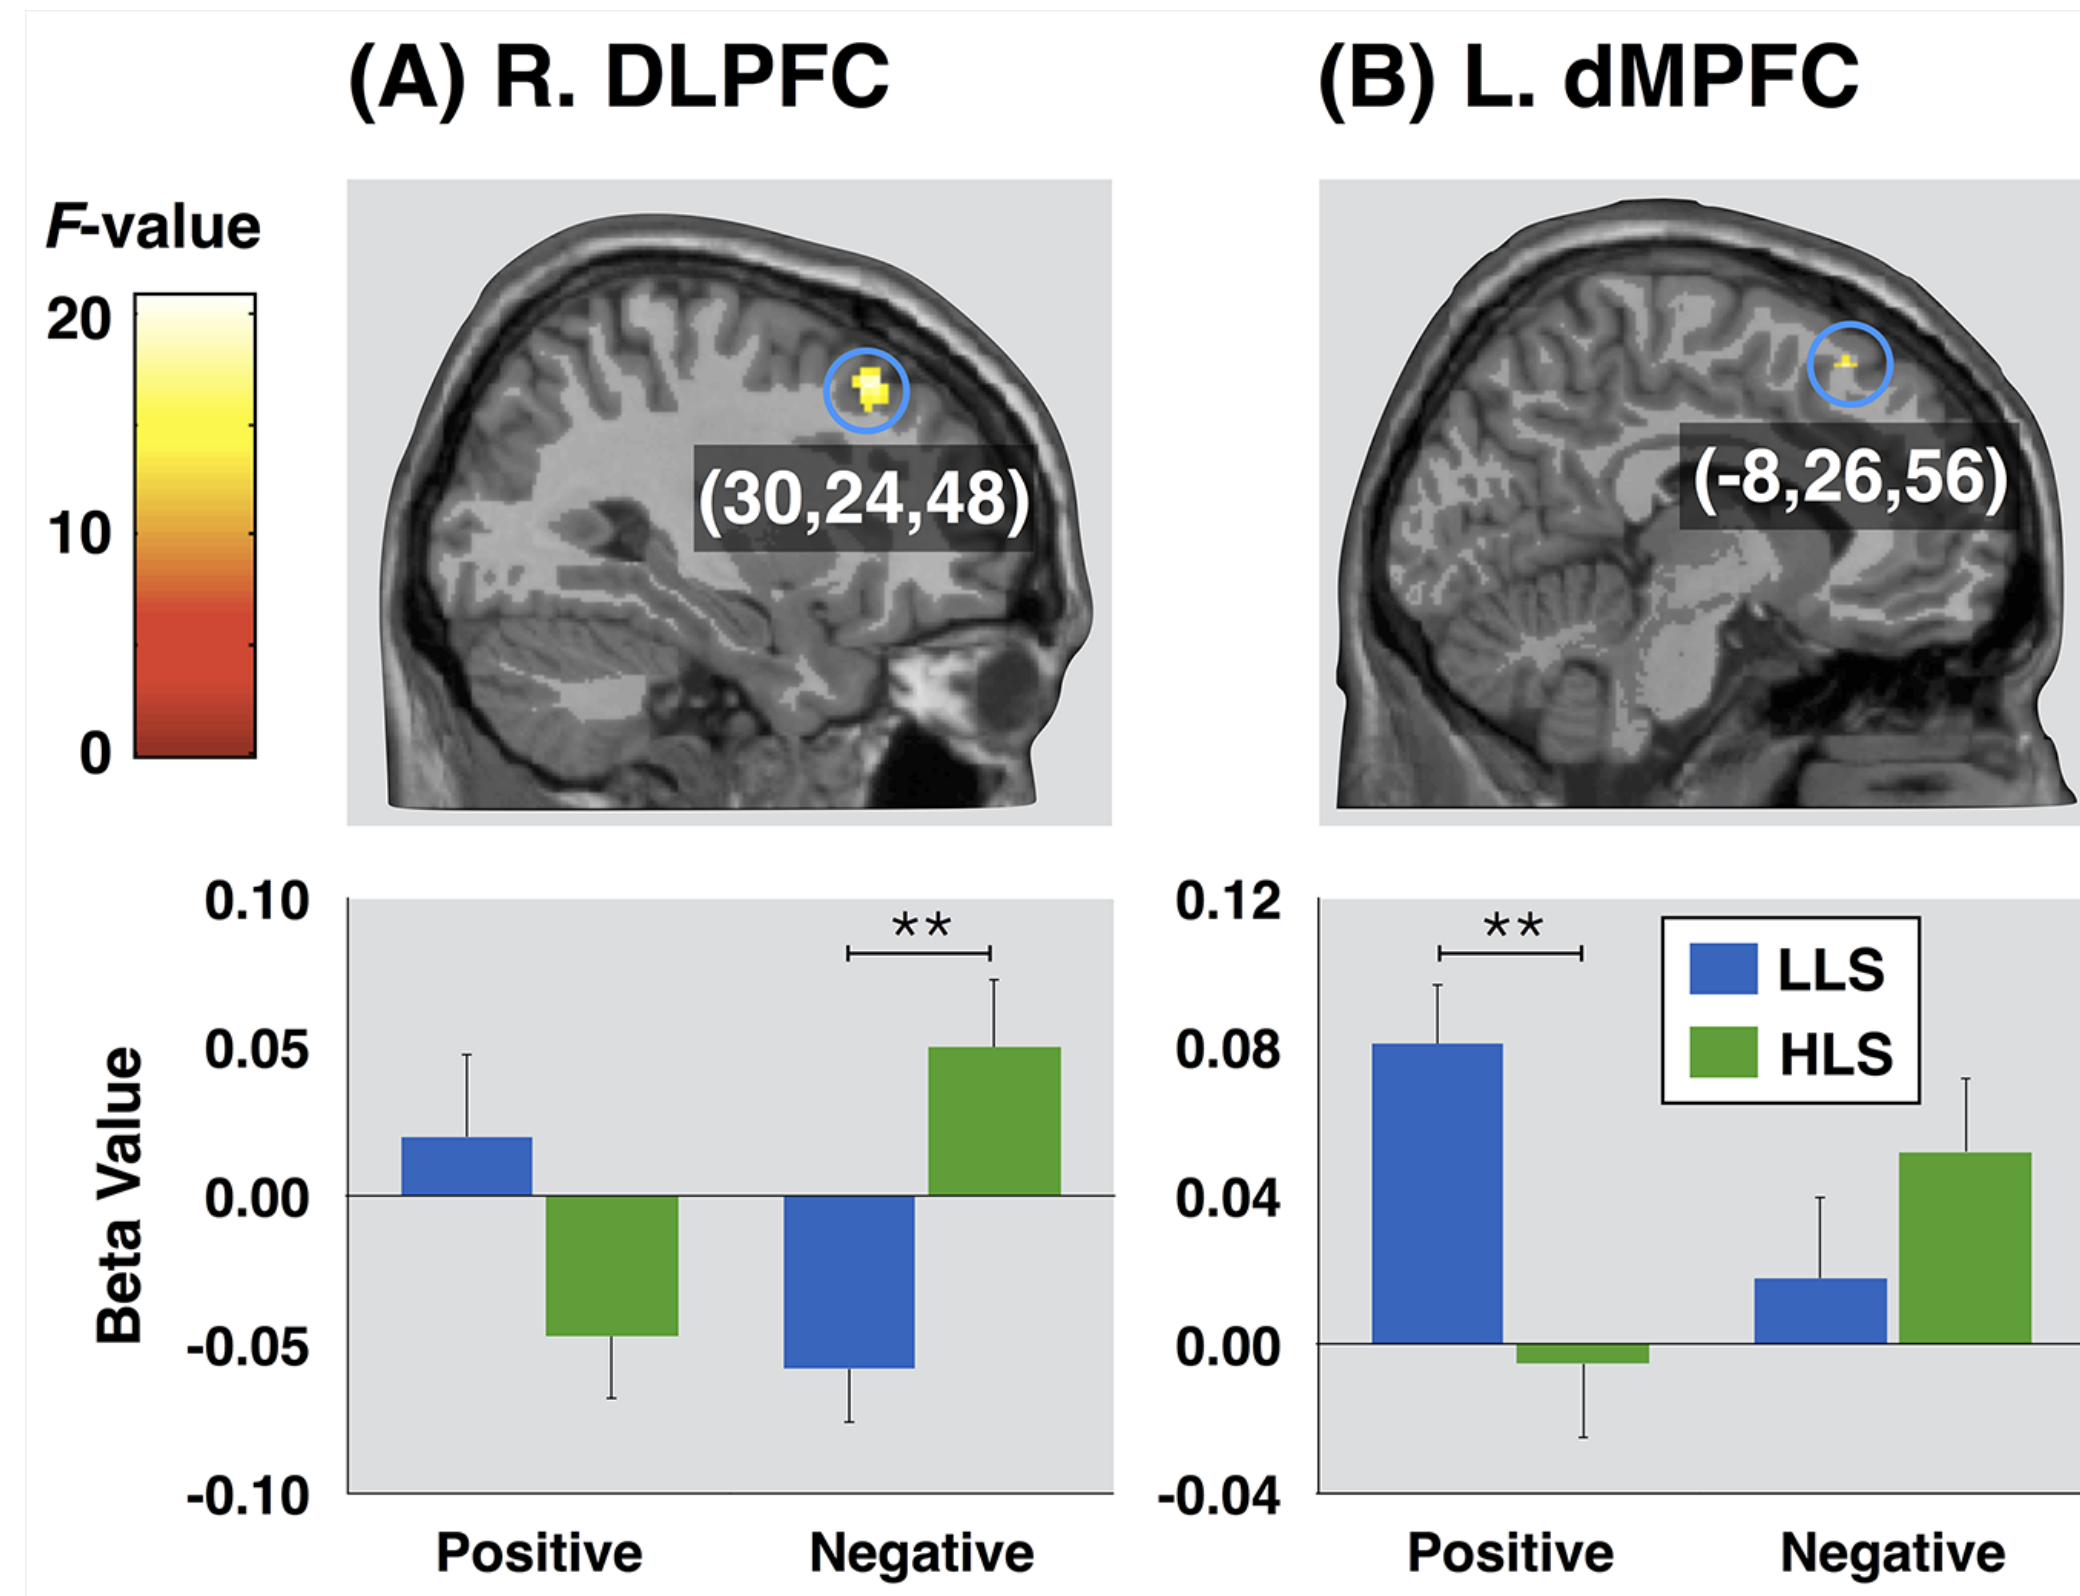 (A) R. DLPFC
(B) L. dMPFC
F-value
20
10
0
(30,24,48)
(-8,26,56)
Beta Value
0.10
0.05
0.00
-0.05
-0.10
**
Positive
Negative
0.12
0.08
0.04
0.00
-0.04
**
LLS
HLS
Positive
Negative